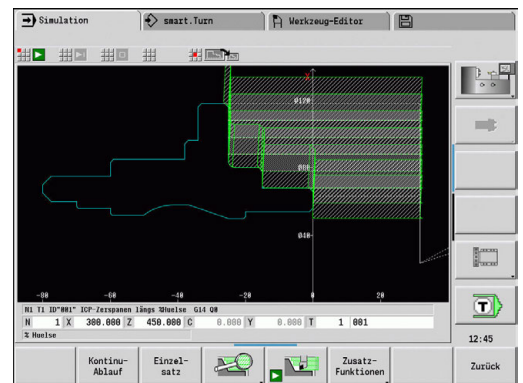 Simulation
smart.Turn
Werkzeug-Editor
X
Ø120
Ø80
Ø40
-80 -60 -40 -20 0 20
N1 T1 ID"001" ICP-Zerspanen längs %Huelse G14 Q0
N 1 X 300.000 Z 450.000 C 0.000 Y 0.000 T 1 001
% Huelse
T
12:45
Kontinu-
Ablauf
Einzel-
satz
Zusatz-
Funktionen
Zurück